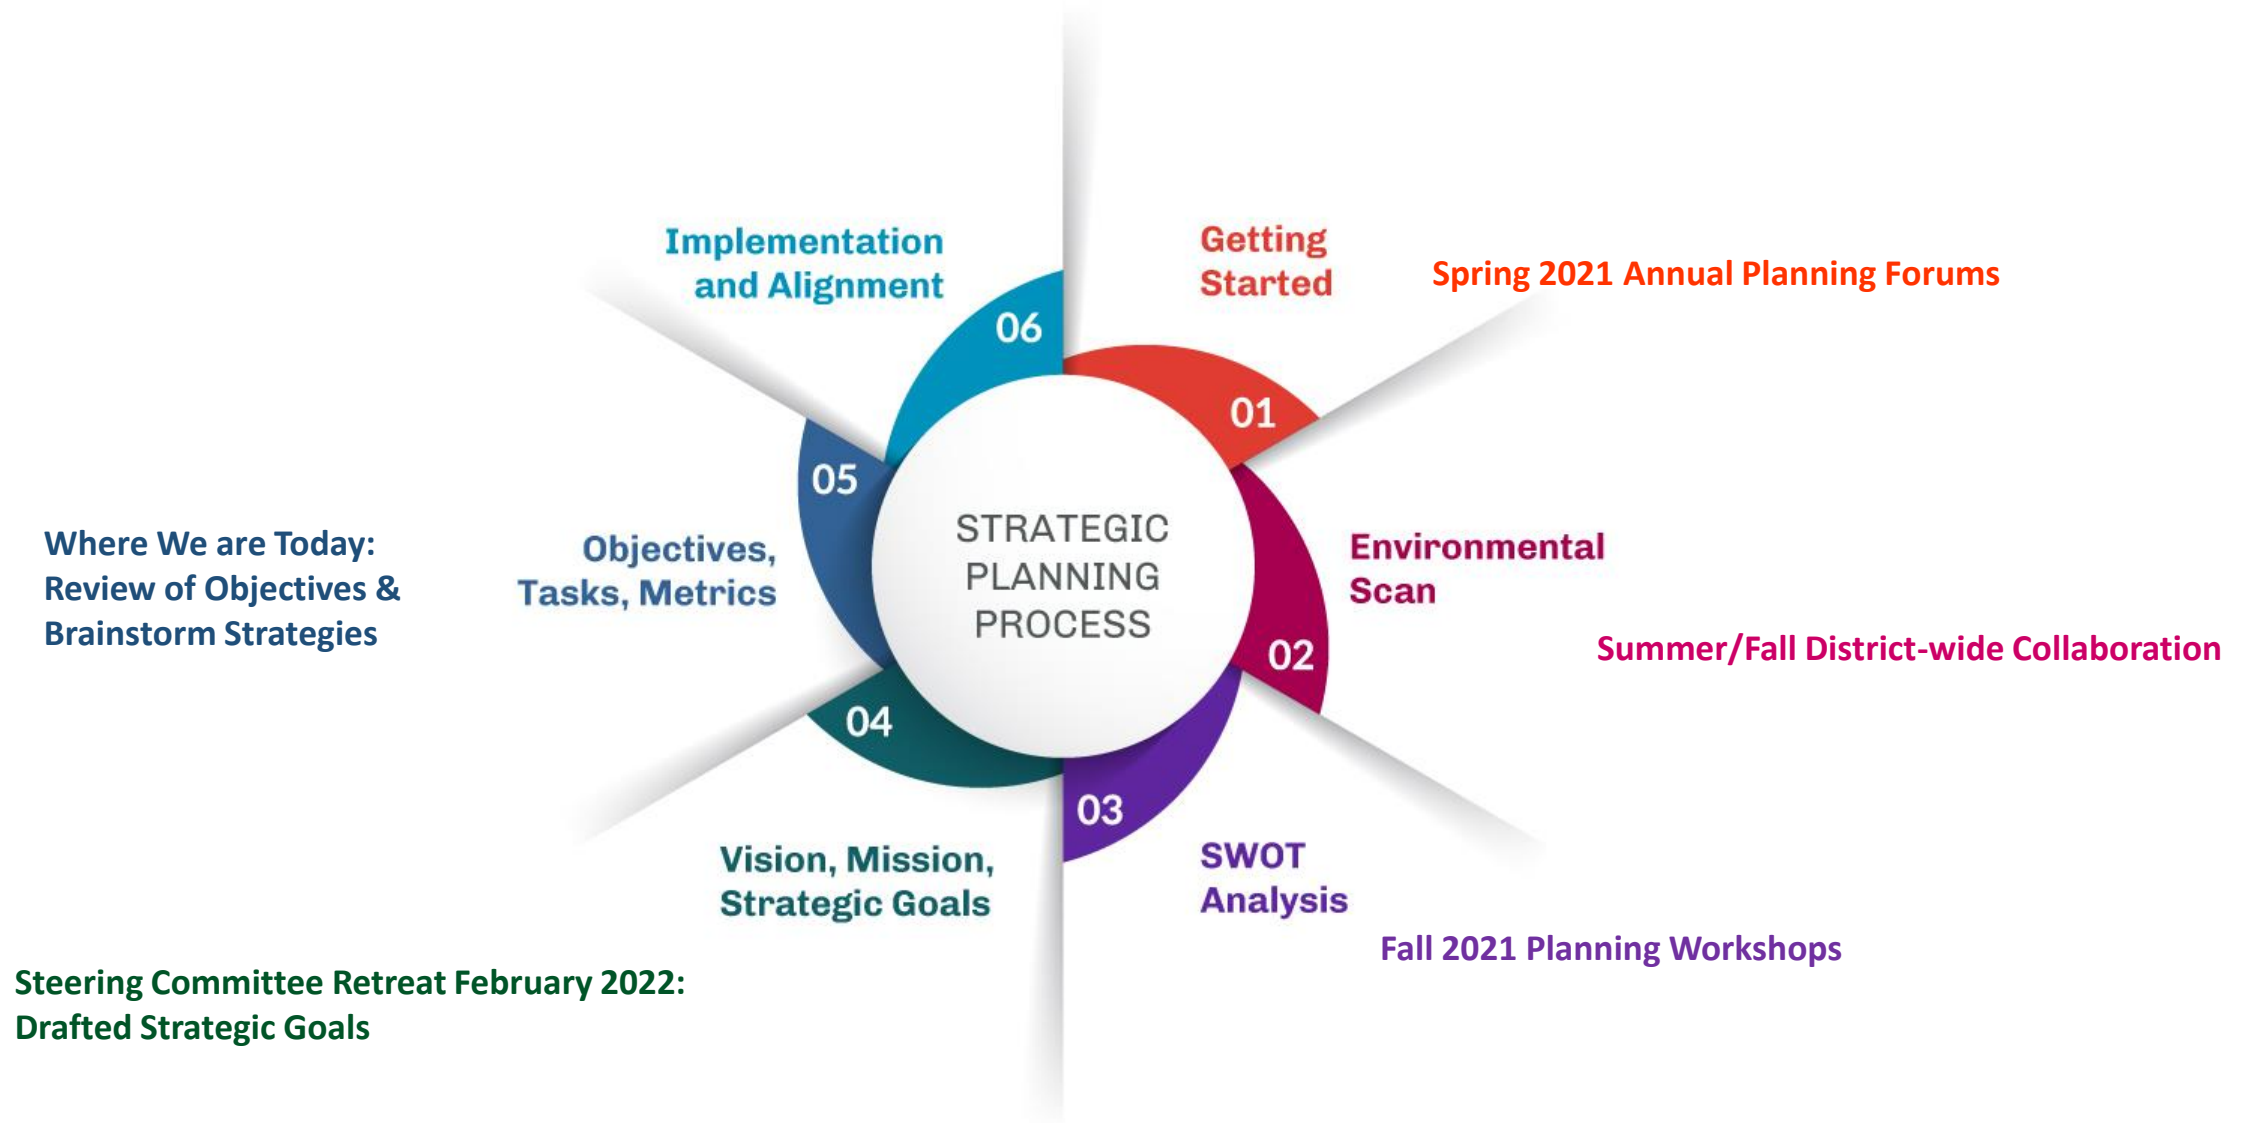 STRATEGIC
PLANNING
PROCESS
01
Getting
Started
Spring 2021 Annual Planning Forums
02
Environmental
Scan
Summer/Fall District-wide Collaboration
03
SWOT
Analysis
Fall 2021 Planning Workshops
04
Vision, Mission,
Strategic Goals
Steering Committee Retreat February 2022:
Drafted Strategic Goals
05
Objectives,
Tasks, Metrics
Where We are Today:
Review of Objectives &
Brainstorm Strategies
06
Implementation
and Alignment